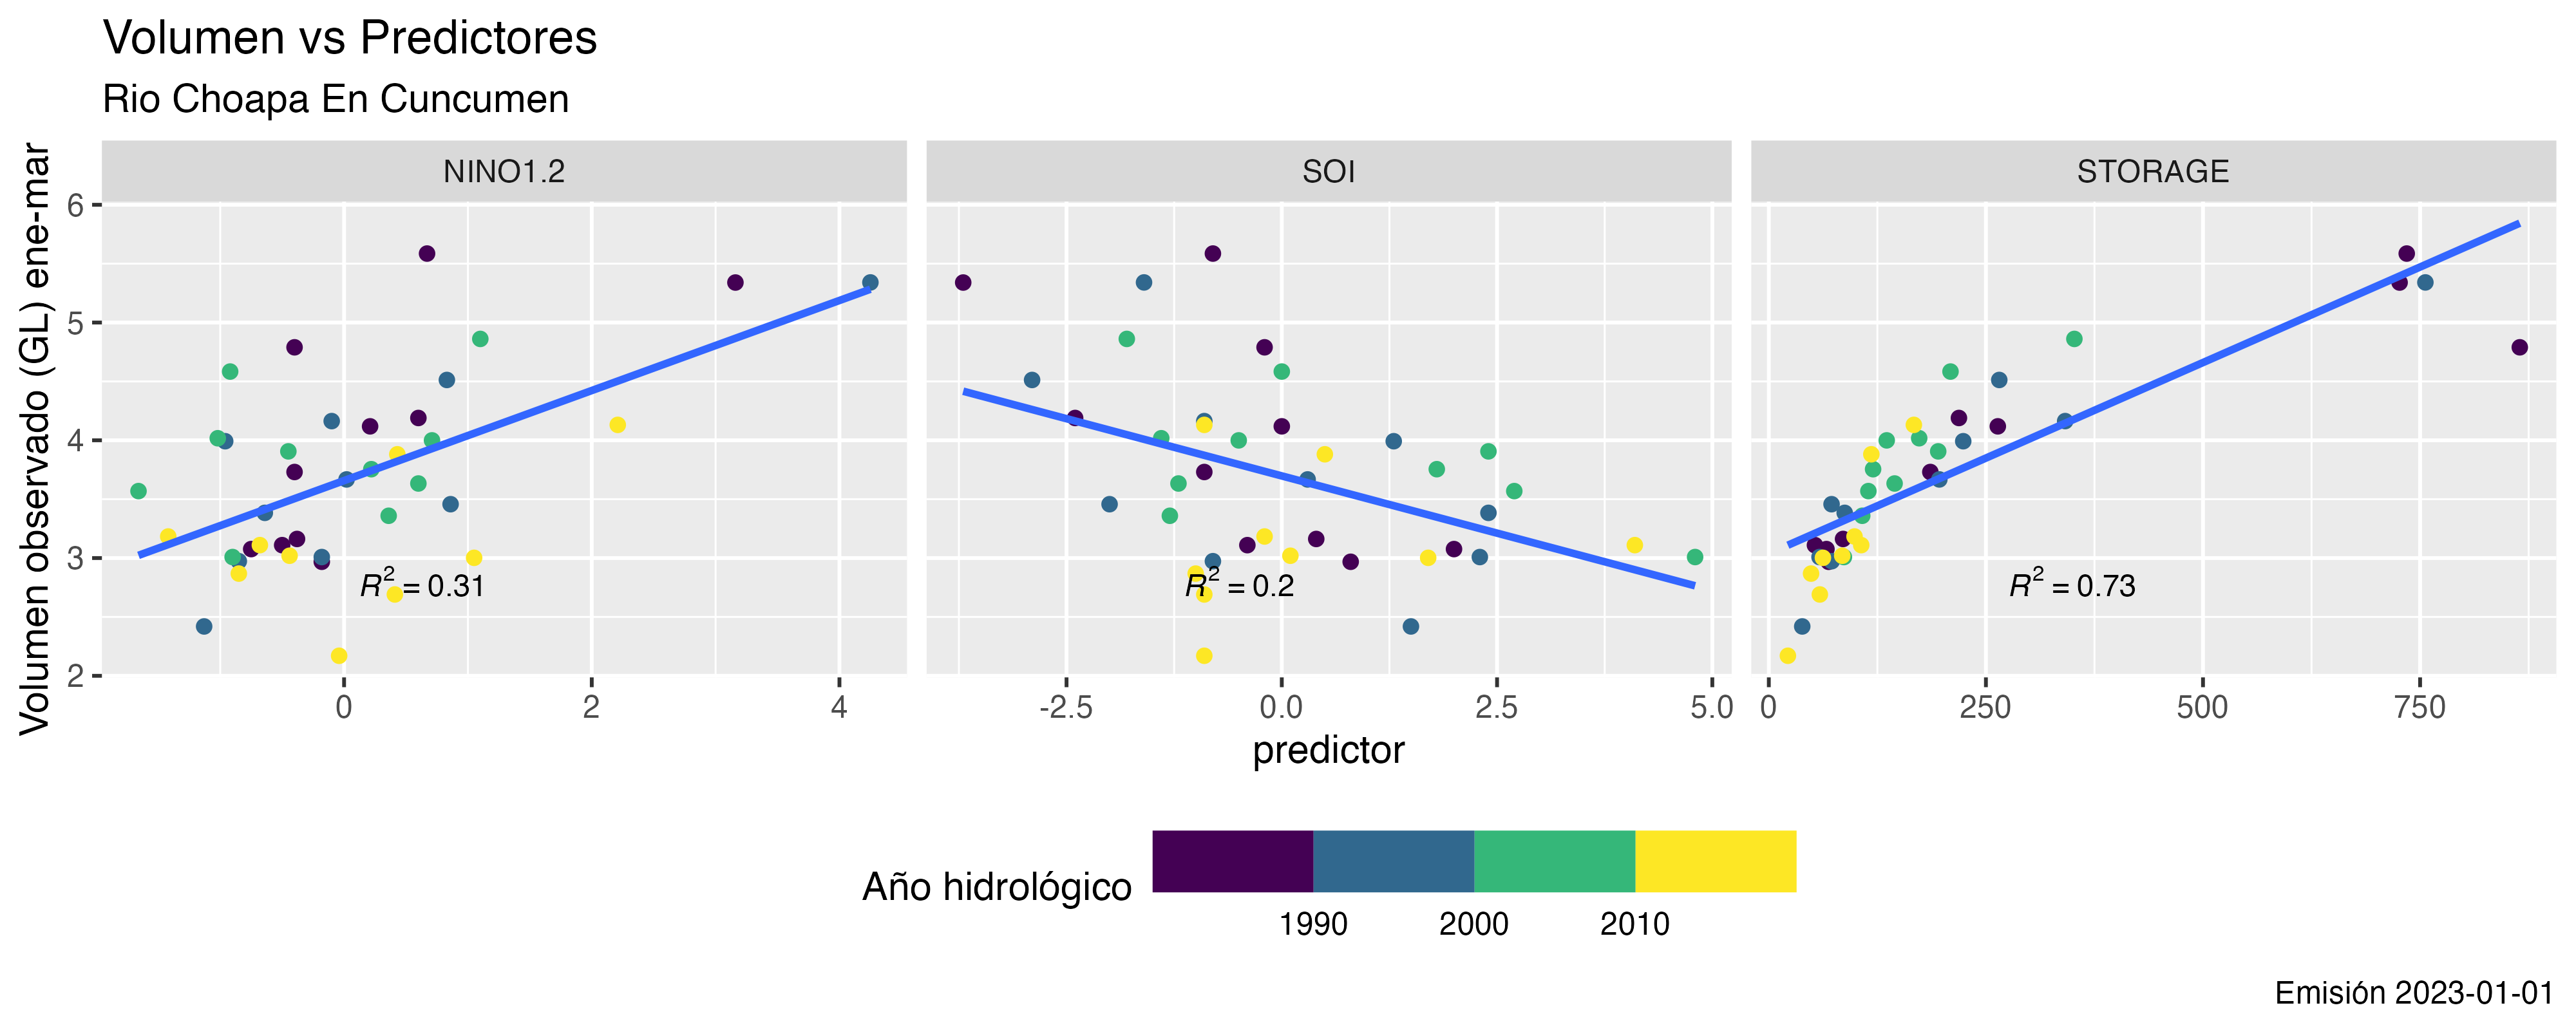 Volumen vs Predictores
Rio Choapa En Cuncumen
NINO1.2 SOI STORAGE
Volumen observado (GL) ene-mar
6
5
4
3
2
R² = 0.31 R² = 0.2 R² = 0.73
0 2 4 -2.5 0.0 2.5 5.0 0 250 500 750
predictor
Año hidrológico
1990 2000 2010
Emisión 2023-01-01